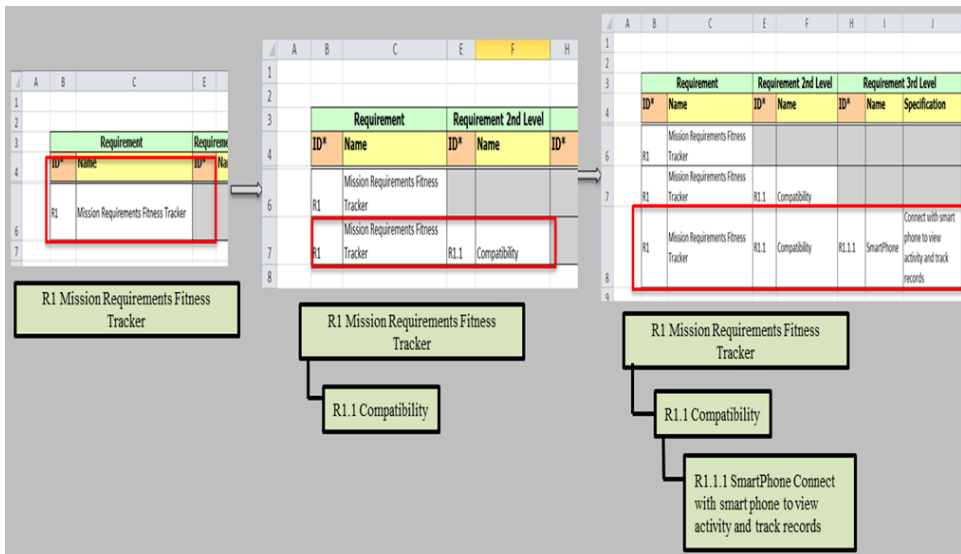 A B C E
1
2
3 Requirement Requireme
4 ID* Name ID* Na
6 R1 Mission Requirements Fitness Tracker
7
R1 Mission Requirements Fitness
Tracker
A B C E F H
1
2
3 Requirement Requirement 2nd Level
4 ID* Name ID* Name ID*
Mission Requirements Fitness
6 R1 Tracker
Mission Requirements Fitness
7 R1 Tracker R1.1 Compatibility
8
R1 Mission Requirements Fitness
Tracker
R1.1 Compatibility
A B C E F H I J
1
2
3 Requirement Requirement 2nd Level Requirement 3rd Level
4 ID* Name ID* Name ID* Name Specification
Mission Requirements Fitness
6 R1 Tracker
Mission Requirements Fitness
7 R1 Tracker R1.1 Compatibility
Connect with smart
Mission Requirements Fitness phone to view
R1 Tracker R1.1 Compatibility R1.1.1 SmartPhone activity and track
8 records
9
R1 Mission Requirements Fitness
Tracker
R1.1 Compatibility
R1.1.1 SmartPhone Connect
with smart phone to view
activity and track records